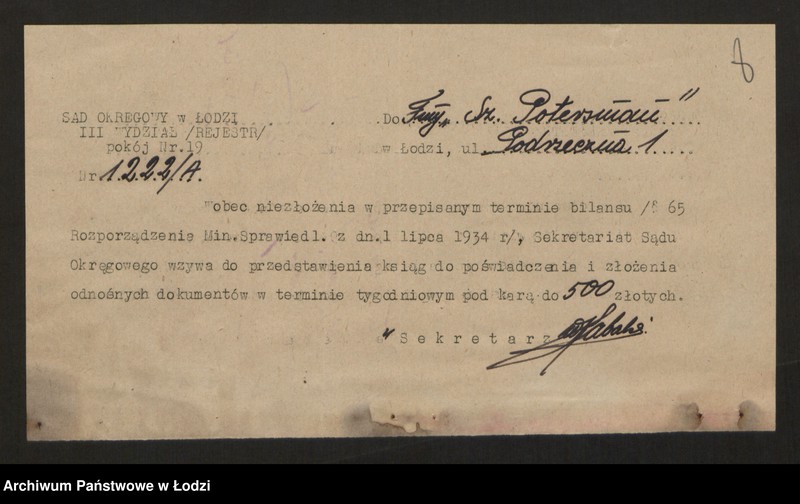 8
SAD OKRĘGOWY w ŁODZI
III WYDZIAŁ /REJESTR/
pokój Nr.19
Nr. 1222/A.
Do Firmy „Sz. Potersman"
w Łodzi, ul. Podrzeczna 1
Wobec niezłożenia w przepisanym terminie bilansu /§ 65
Rozporządzenie Min.Sprawiedl. z dn.1 lipca 1934 r/, Sekretariat Sądu
Okręgowego wzywa do przedstawienia ksiąg do poświadczenia i złożenia
odnośnych dokumentów w terminie tygodniowym pod karą do 500 złotych.
Sekretarz
Archiwum Państwowe w Łodzi